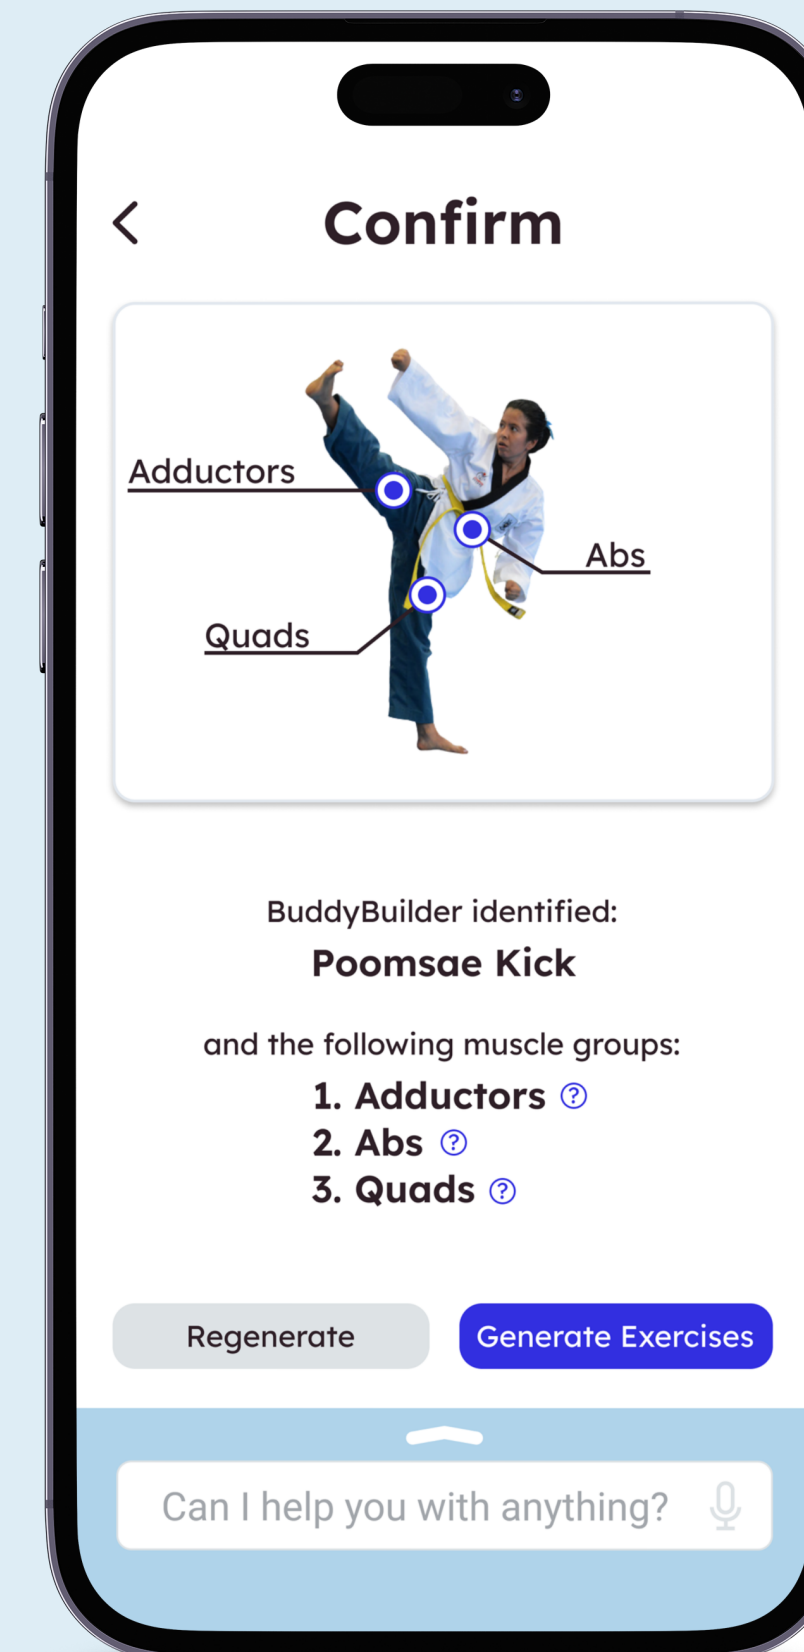 Confirm
Adductors
Abs
Quads
BuddyBuilder identified:
Poomsae Kick
and the following muscle groups:
1. Adductors ?
2. Abs ?
3. Quads ?
Regenerate
Generate Exercises
Can I help you with anything?